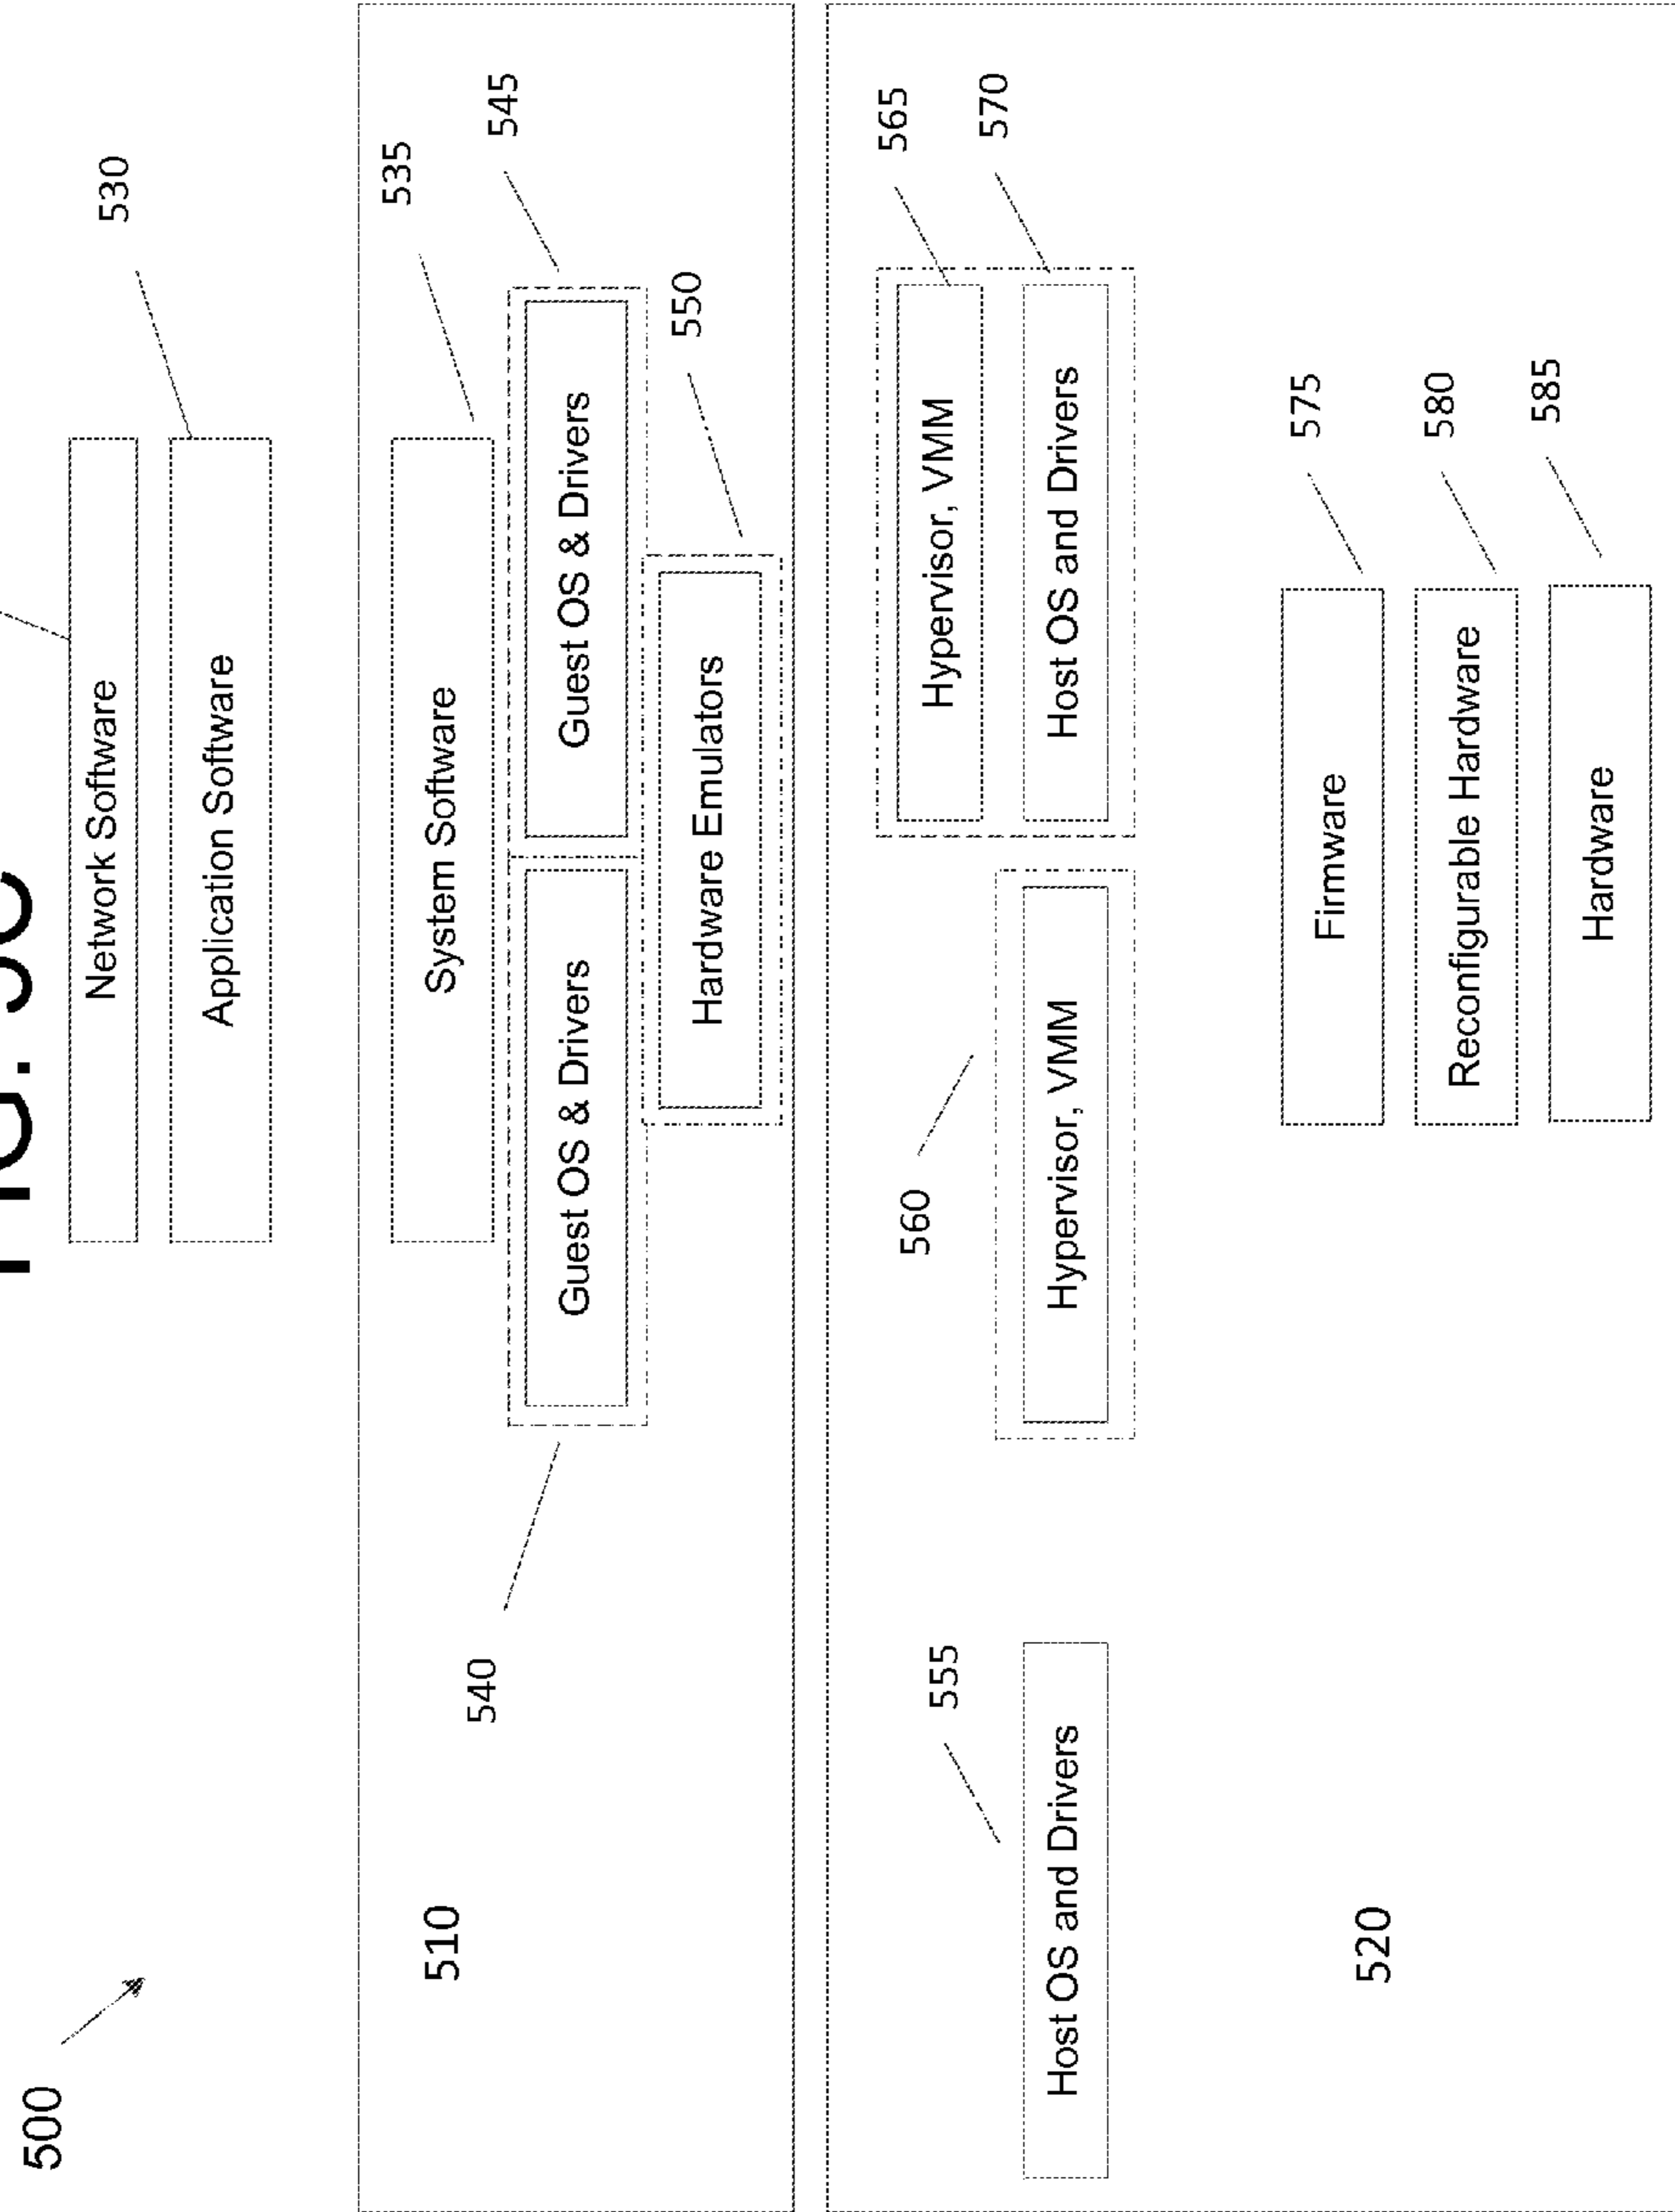 500
Network Software
530
Application Software
535
510
System Software
540
545
Guest OS & Drivers
Guest OS & Drivers
550
Hardware Emulators
565
560
Hypervisor, VMM
555
570
Host OS and Drivers
Hypervisor, VMM
Host OS and Drivers
575
Firmware
520
580
Reconfigurable Hardware
585
Hardware